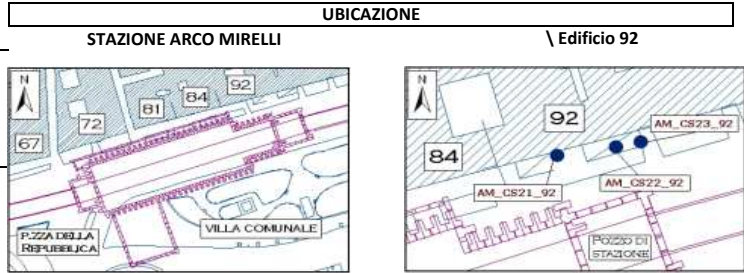 UBICAZIONE
STAZIONE ARCO MIRELLI
\ Edificio 92
N
67
72
81
84
92
P.ZZA DELLA
REPUBBLICA
VILLA COMUNALE
N
84
92
AM_CS23_92
AM_CS21_92
AM_CS22_92
POZZO DI
STAZIONE